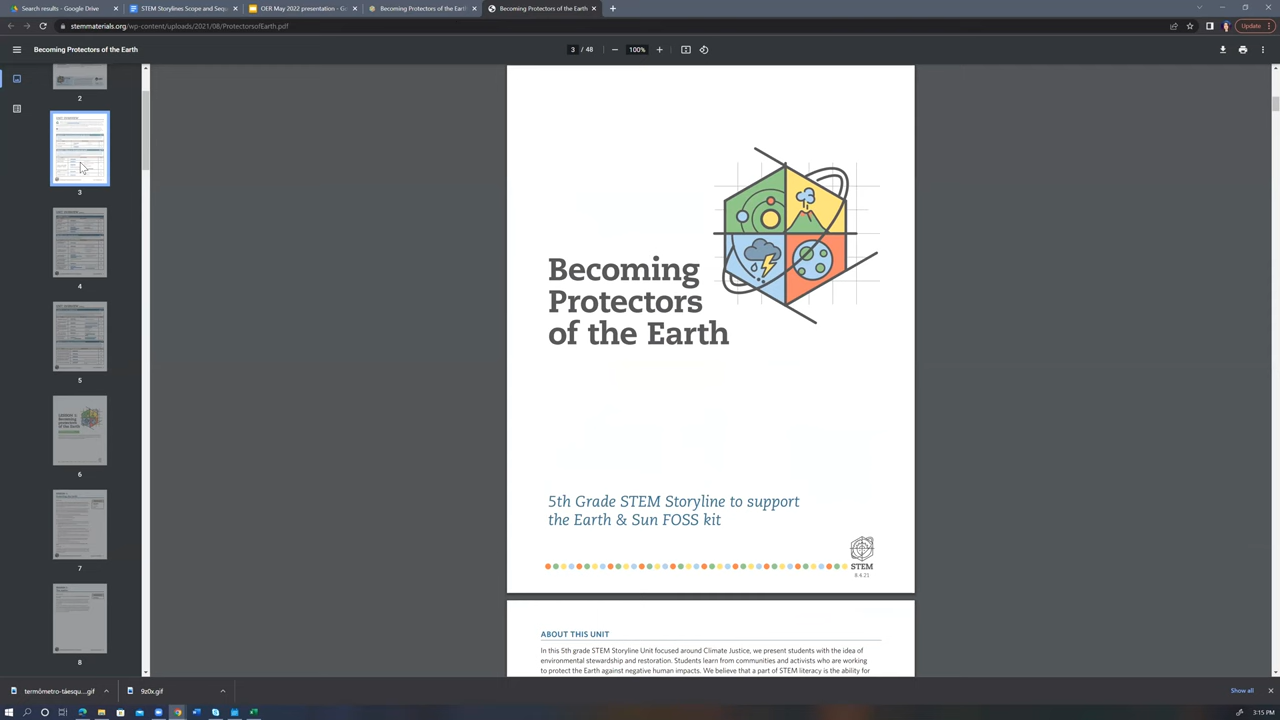 Search results - Google Drive
STEM Storylines Scope and Seq
OER May 2022 presentation - Go
Becoming Protectors of the Earth
Becoming Protectors of the Earth
stemmaterials.org/wp-content/uploads/2021/08/ProtectorsofEarth.pdf
Update
Becoming Protectors of the Earth
3 / 48
100%
2
3
4
5
6
7
8
Becoming
Protectors
of the Earth
5th Grade STEM Storyline to support
the Earth & Sun FOSS kit
STEM
8.4.21
ABOUT THIS UNIT
In this 5th grade STEM Storyline Unit focused around Climate Justice, we present students with the idea of
environmental stewardship and restoration. Students learn from communities and activists who are working
to protect the Earth against negative human impacts. We believe that a part of STEM literacy is the ability for
termômetro-táesqu....gif
9z0x.gif
Show all
3:15 PM